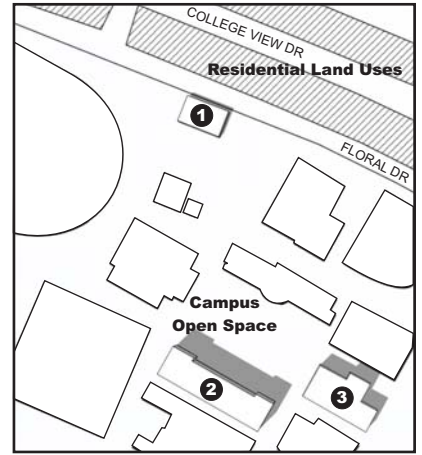 COLLEGE VIEW DR
Residential Land Uses
1
FLORAL DR
Campus
Open Space
2
3